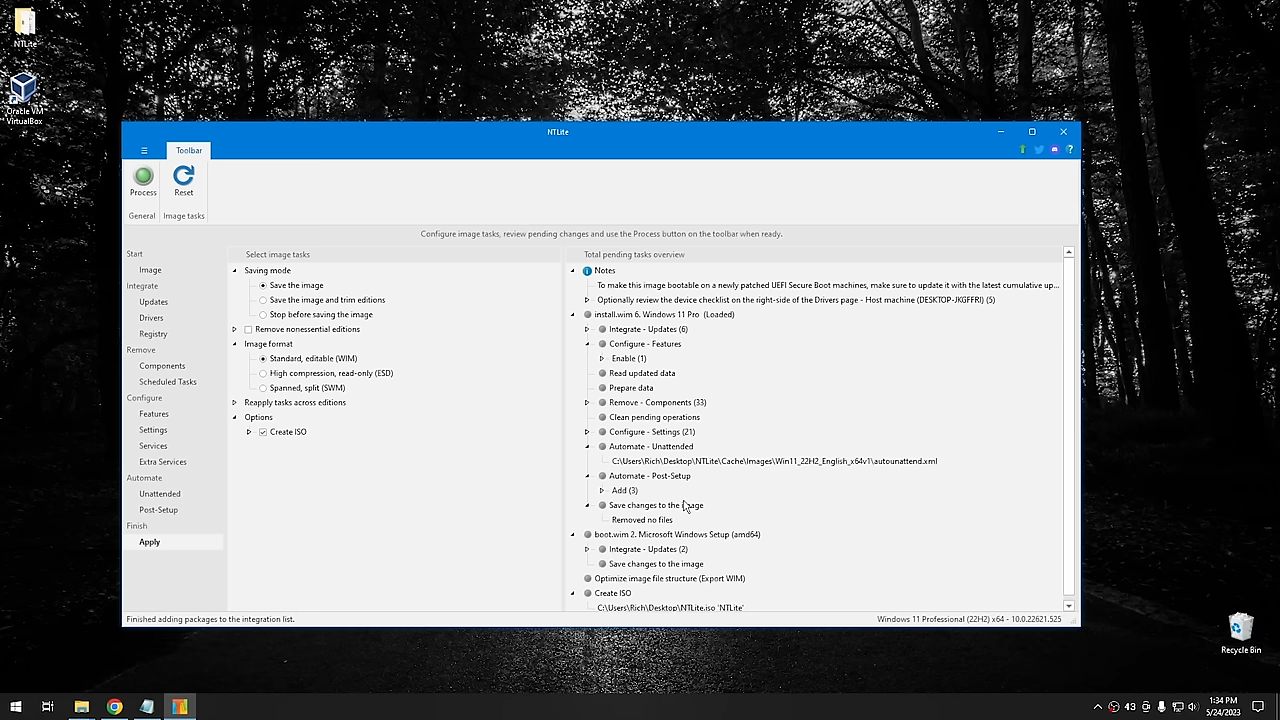 NTLite
Oracle VM
VirtualBox
NTLite
Toolbar
Process
Reset
General
Image tasks
Configure image tasks, review pending changes and use the Process button on the toolbar when ready.
Start
Image
Integrate
Updates
Drivers
Registry
Remove
Components
Scheduled Tasks
Configure
Features
Settings
Services
Extra Services
Automate
Unattended
Post-Setup
Finish
Apply
Select image tasks
Saving mode
Save the image
Save the image and trim editions
Stop before saving the image
Remove nonessential editions
Image format
Standard, editable (WIM)
High compression, read-only (ESD)
Spanned, split (SWM)
Reapply tasks across editions
Options
Create ISO
Total pending tasks overview
Notes
To make this image bootable on a newly patched UEFI Secure Boot machines, make sure to update it with the latest cumulative up...
Optionally review the device checklist on the right-side of the Drivers page - Host machine (DESKTOP-JKGFFRI) (5)
install.wim 6. Windows 11 Pro (Loaded)
Integrate - Updates (6)
Configure - Features
Enable (1)
Read updated data
Prepare data
Remove - Components (33)
Clean pending operations
Configure - Settings (21)
Automate - Unattended
C:\Users\Rich\Desktop\NTLite\Cache\Images\Win11_22H2_English_x64v1\autounattend.xml
Automate - Post-Setup
Add (3)
Save changes to the image
Removed no files
boot.wim 2. Microsoft Windows Setup (amd64)
Integrate - Updates (2)
Save changes to the image
Optimize image file structure (Export WIM)
Create ISO
C:\Users\Rich\Desktop\NTLite.iso 'NTLite'
Finished adding packages to the integration list.
Windows 11 Professional (22H2) x64 - 10.0.22621.525
Recycle Bin
43
1:34 PM
5/24/2023